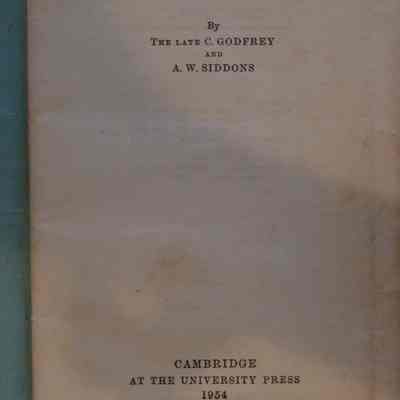 By
THE LATE C. GODFREY
AND
A. W. SIDDONS
CAMBRIDGE
AT THE UNIVERSITY PRESS
1954